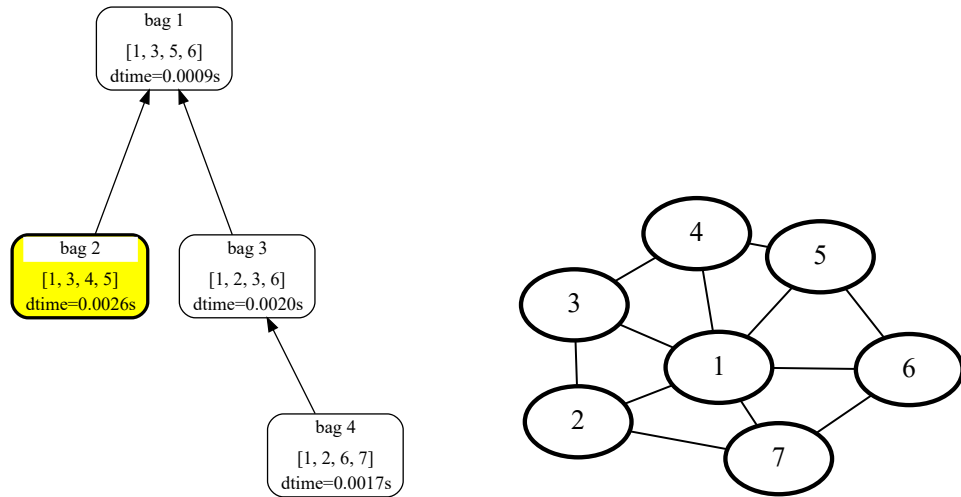 bag 1
[1, 3, 5, 6]
dtime=0.0009s
bag 2
[1, 3, 4, 5]
dtime=0.0026s
bag 3
[1, 2, 3, 6]
dtime=0.0020s
bag 4
[1, 2, 6, 7]
dtime=0.0017s
4
5
3
1
6
2
7